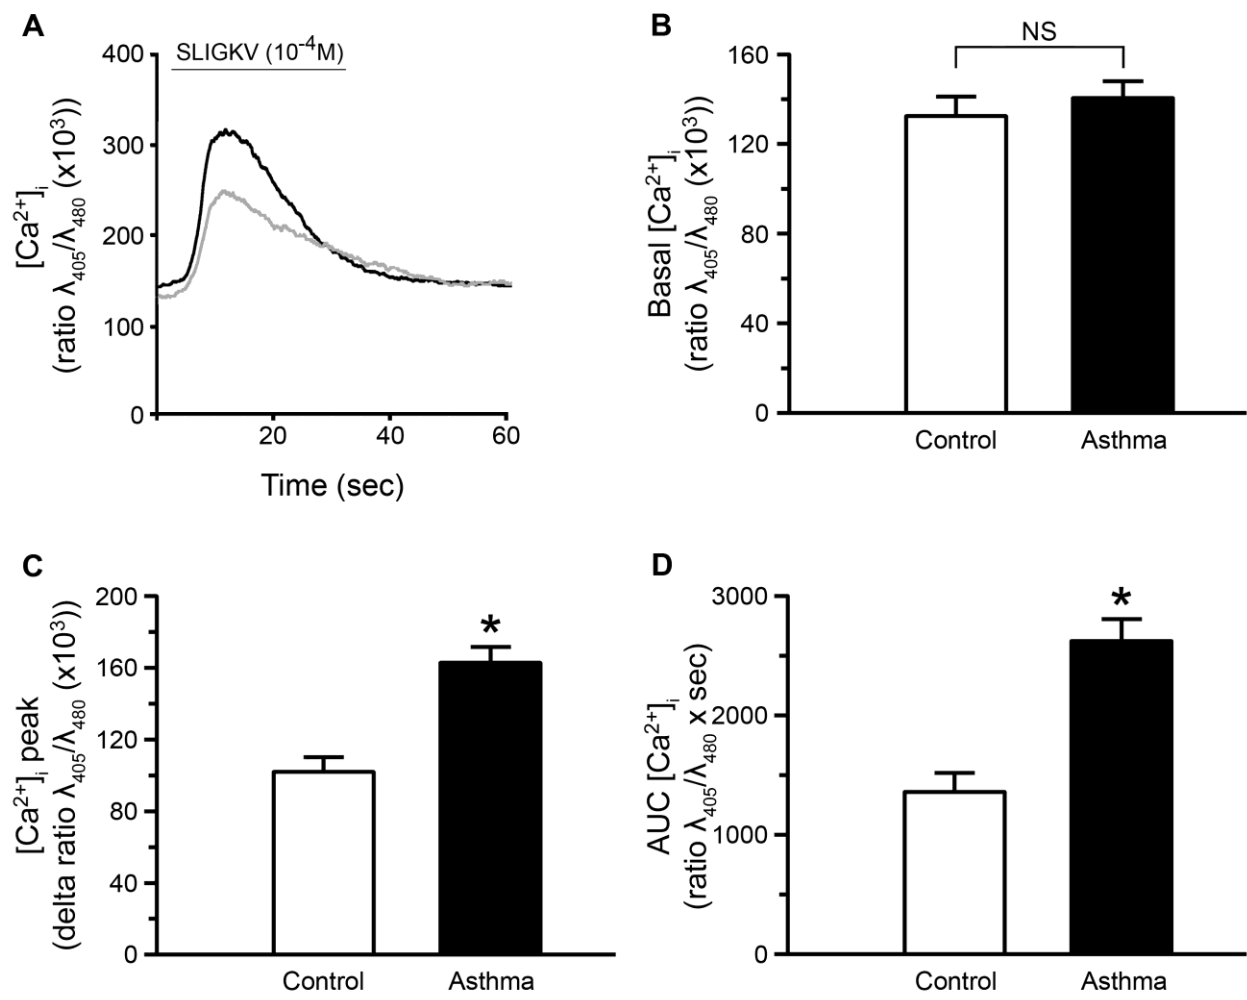 A
SLIGKV (10⁻⁴M)
400
300
200
100
0
20
40
60
Time (sec)
[Ca²⁺]ᵢ
(ratio λ₄₀₅/λ₄₈₀ (x10³))
B
NS
160
120
80
40
0
Control
Asthma
Basal [Ca²⁺]ᵢ
(ratio λ₄₀₅/λ₄₈₀ (x10³))
C
200
160
120
80
40
0
*
Control
Asthma
[Ca²⁺]ᵢ peak
(delta ratio λ₄₀₅/λ₄₈₀ (x10³))
D
3000
2000
1000
0
*
Control
Asthma
AUC [Ca²⁺]ᵢ
(ratio λ₄₀₅/λ₄₈₀ x sec)